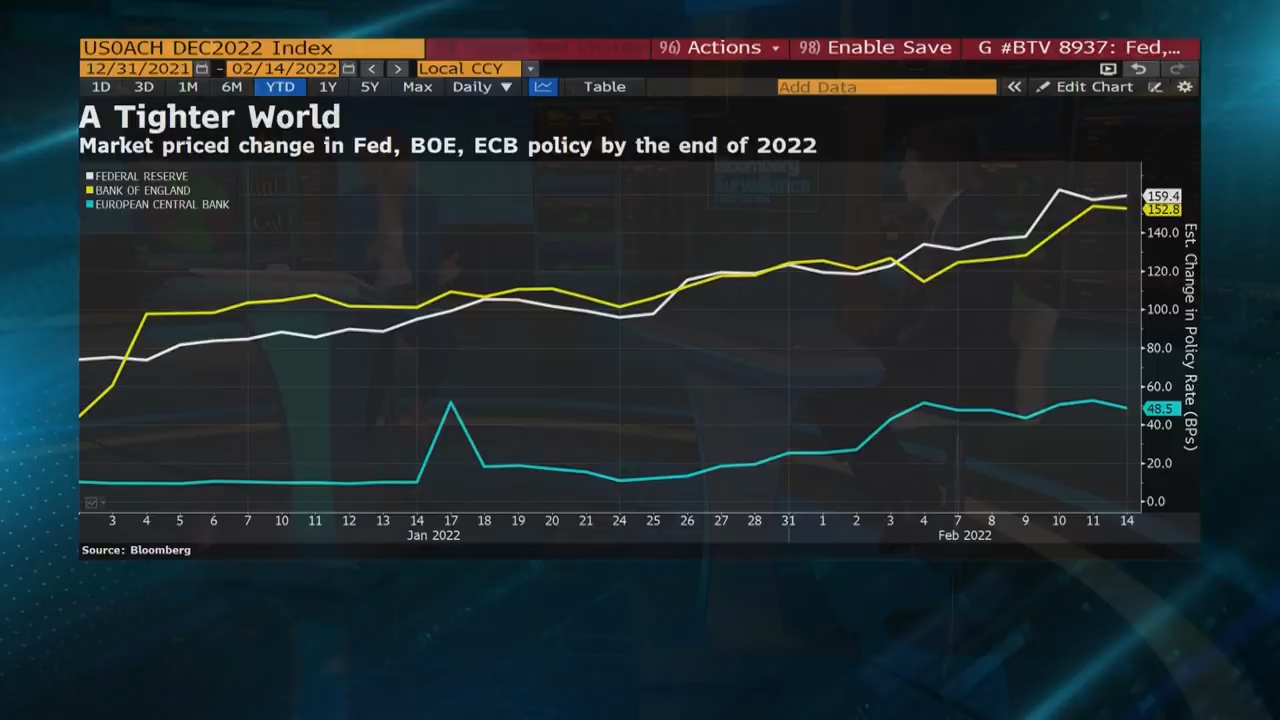 US0ACH DEC2022 Index
96) Actions
98) Enable Save
G #BTV 8937: Fed,...
12/31/2021 - 02/14/2022 < > Local CCY
1D 3D 1M 6M YTD 1Y 5Y Max Daily ▼ Table
Add Data
« Edit Chart
A Tighter World
Market priced change in Fed, BOE, ECB policy by the end of 2022
FEDERAL RESERVE
BANK OF ENGLAND
EUROPEAN CENTRAL BANK
159.4
152.8
140.0
120.0
100.0
80.0
60.0
48.5
40.0
20.0
0.0
Est. Change in Policy Rate (BPs)
3 4 5 6 7 10 11 12 13 14 17 18 19 20 21 24 25 26 27 28 31 1 2 3 4 7 8 9 10 11 14
Jan 2022 Feb 2022
Source: Bloomberg